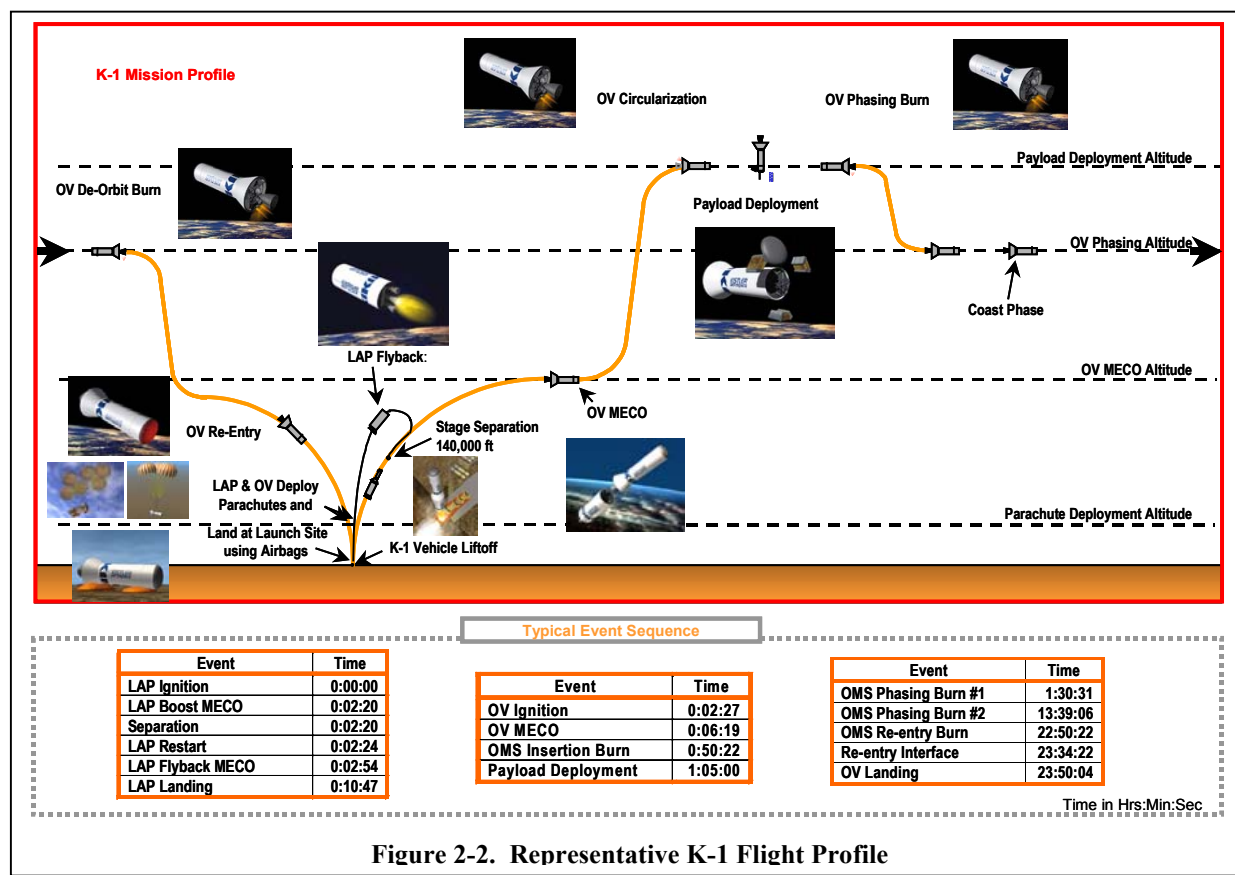 K-1 Mission Profile
OV Circularization
OV Phasing Burn
Payload Deployment Altitude
OV De-Orbit Burn
Payload Deployment
OV Phasing Altitude
Coast Phase
LAP Flyback:
OV MECO Altitude
OV MECO
OV Re-Entry
Stage Separation
140,000 ft
LAP & OV Deploy
Parachutes and
Parachute Deployment Altitude
Land at Launch Site
using Airbags
K-1 Vehicle Liftoff
Typical Event Sequence
Event Time
LAP Ignition 0:00:00
LAP Boost MECO 0:02:20
Separation 0:02:20
LAP Restart 0:02:24
LAP Flyback MECO 0:02:54
LAP Landing 0:10:47
Event Time
OV Ignition 0:02:27
OV MECO 0:06:19
OMS Insertion Burn 0:50:22
Payload Deployment 1:05:00
Event Time
OMS Phasing Burn #1 1:30:31
OMS Phasing Burn #2 13:39:06
OMS Re-entry Burn 22:50:22
Re-entry Interface 23:34:22
OV Landing 23:50:04
Time in Hrs:Min:Sec
Figure 2-2. Representative K-1 Flight Profile